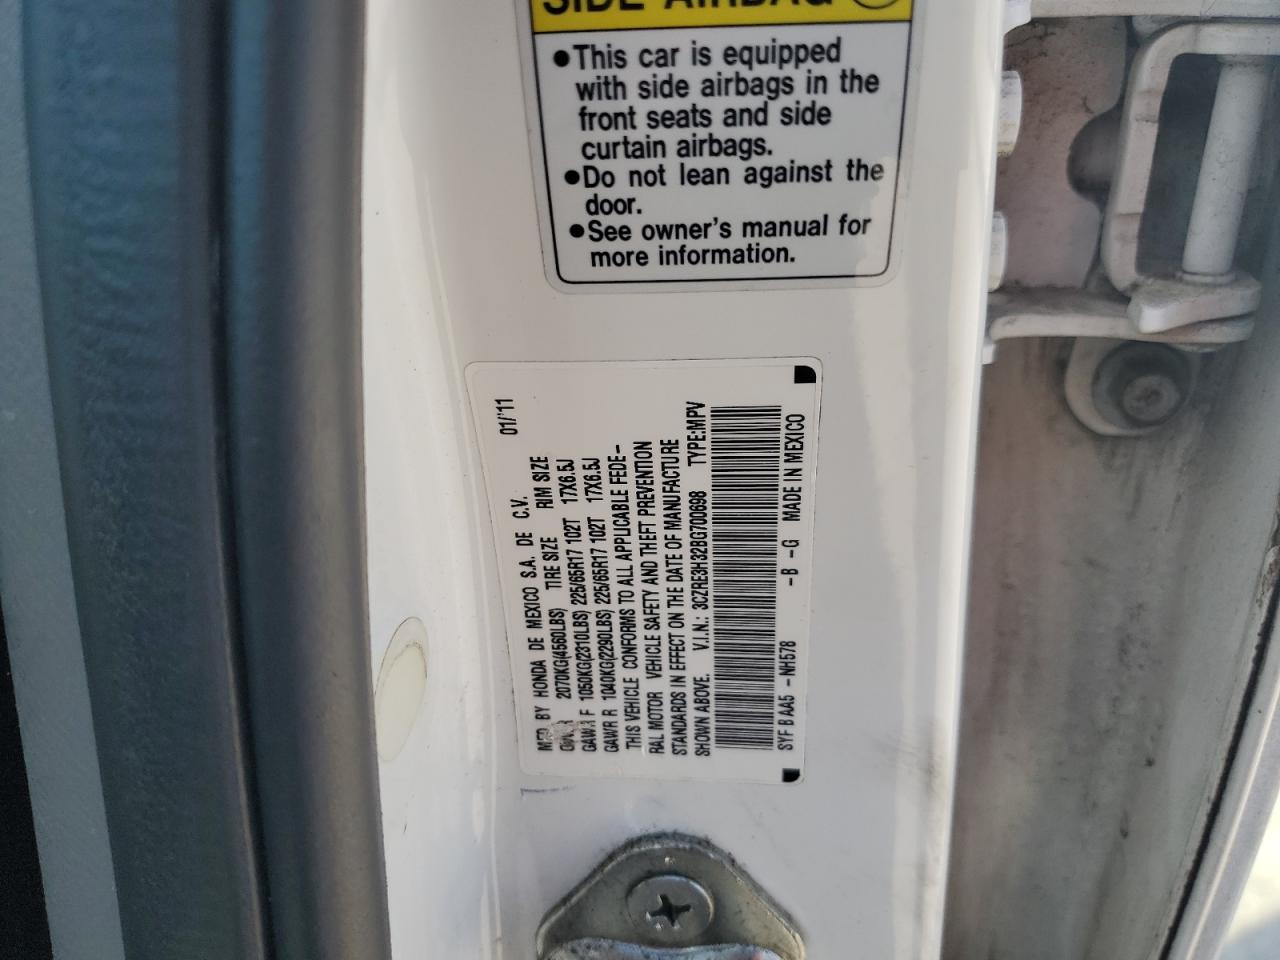 SIDE AIRBAG
●This car is equipped
with side airbags in the
front seats and side
curtain airbags.
●Do not lean against the
door.
●See owner's manual for
more information.
01/'11
MFD BY HONDA DE MEXICO S.A. DE C.V.
GVWR 2070KG(4560LBS) TIRE SIZE RIM SIZE
GAWR F 1050KG(2310LBS) 225/65R17 102T 17X6.5J
GAWR R 1040KG(2290LBS) 225/65R17 102T 17X6.5J
THIS VEHICLE CONFORMS TO ALL APPLICABLE FEDE-
RAL MOTOR VEHICLE SAFETY AND THEFT PREVENTION
STANDARDS IN EFFECT ON THE DATE OF MANUFACTURE
SHOWN ABOVE. V.I.N.: 3CZRE3H32BG700698 TYPE:MPV
SYF B AA5 -NH578 -B -G MADE IN MEXICO